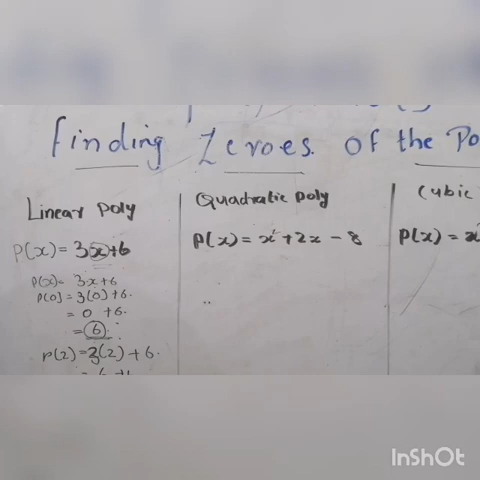 Finding Zeroes. Of the Po
Linear poly
P(x) = 3x+6
P(x) = 3x+6
P(0) = 3(0) +6.
= 0 +6.
= 6.
P(2) = 3(2) + 6.
Quadratic poly
P(x) = x² + 2x - 8
Cubic
P(x) =
InShOt